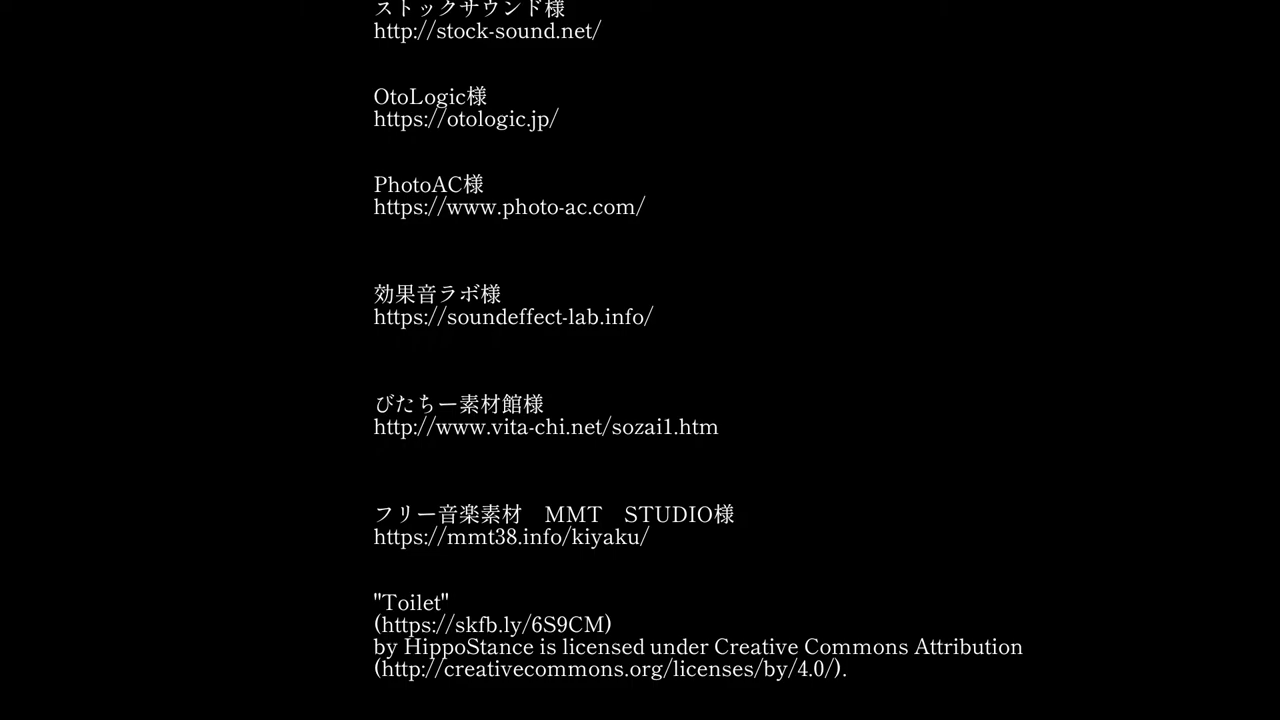 ストックサウンド様
http://stock-sound.net/
OtoLogic様
https://otologic.jp/
PhotoAC様
https://www.photo-ac.com/
効果音ラボ様
https://soundeffect-lab.info/
びたちー素材館様
http://www.vita-chi.net/sozai1.htm
フリー音楽素材　MMT　STUDIO様
https://mmt38.info/kiyaku/
"Toilet"
(https://skfb.ly/6S9CM)
by HippoStance is licensed under Creative Commons Attribution
(http://creativecommons.org/licenses/by/4.0/).